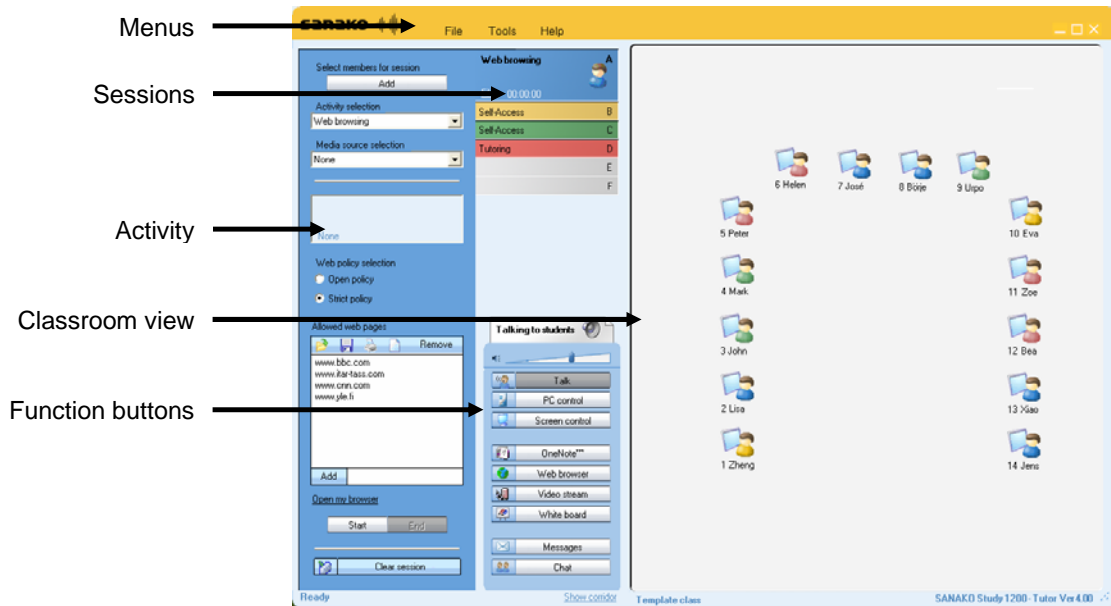 Menus
Sessions
Activity
Classroom view
Function buttons
SANAKO
File Tools Help
Select members for session
Add
Activity selection
Web browsing
Media source selection
None
None
Web policy selection
Open policy
Strict policy
Allowed web pages
Remove
www.bbc.com
www.itar-tass.com
www.cnn.com
www.yle.fi
Add
Open my browser
Start End
Clear session
Ready
Web browsing A
00:00:00
Self-Access B
Self-Access C
Tutoring D
E
F
Talking to students
Talk
PC control
Screen control
OneNote™
Web browser
Video stream
White board
Messages
Chat
Show corridor
6 Helen 7 José 8 Börje 9 Urpo
5 Peter 10 Eva
4 Mark 11 Zoe
3 John 12 Bea
2 Lisa 13 Xiao
1 Zheng 14 Jens
Template class SANAKO Study 1200 - Tutor Ver 4.00